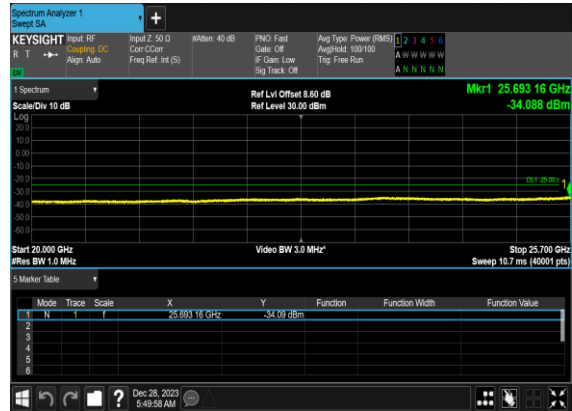 Spectrum Analyzer 1
Swept SA
KEYSIGHT Input: RF Input Z: 50 Ω #Atten: 40 dB PNO: Fast Avg Type: Power (RMS) 1 2 3 4 5 6
R T Coupling: DC Corr CCorr Gate: Off Avg|Hold: 100/100 A W W W W W
Align: Auto Freq Ref: Int (S) IF Gain: Low Trig: Free Run
Sig Track: Off A N N N N N
1 Spectrum Ref Lvl Offset 8.60 dB Mkr1 25.693 16 GHz
Scale/Div 10 dB Ref Level 30.00 dBm -34.088 dBm
Log
20.0
10.0
0.00
-10.0
-20.0
DL1 -25.00
1
-30.0
-40.0
-50.0
-60.0
Start 20.000 GHz Video BW 3.0 MHz* Stop 25.700 GHz
#Res BW 1.0 MHz Sweep 10.7 ms (40001 pts)
5 Marker Table
Mode Trace Scale X Y Function Function Width Function Value
1 N 1 f 25.693 16 GHz -34.09 dBm
2
3
4
5
6
? Dec 28, 2023
5:49:58 AM